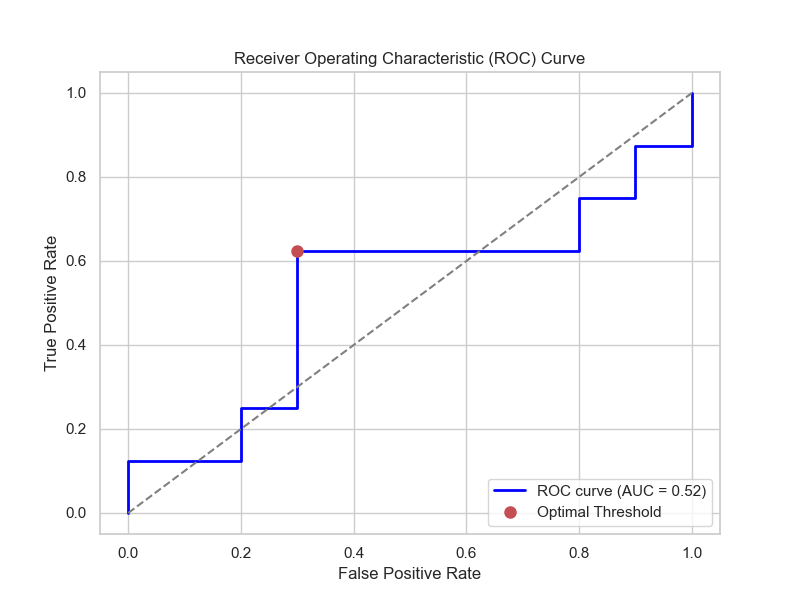 Receiver Operating Characteristic (ROC) Curve
True Positive Rate
1.0
0.8
0.6
0.4
0.2
0.0
ROC curve (AUC = 0.52)
Optimal Threshold
0.0 0.2 0.4 0.6 0.8 1.0
False Positive Rate